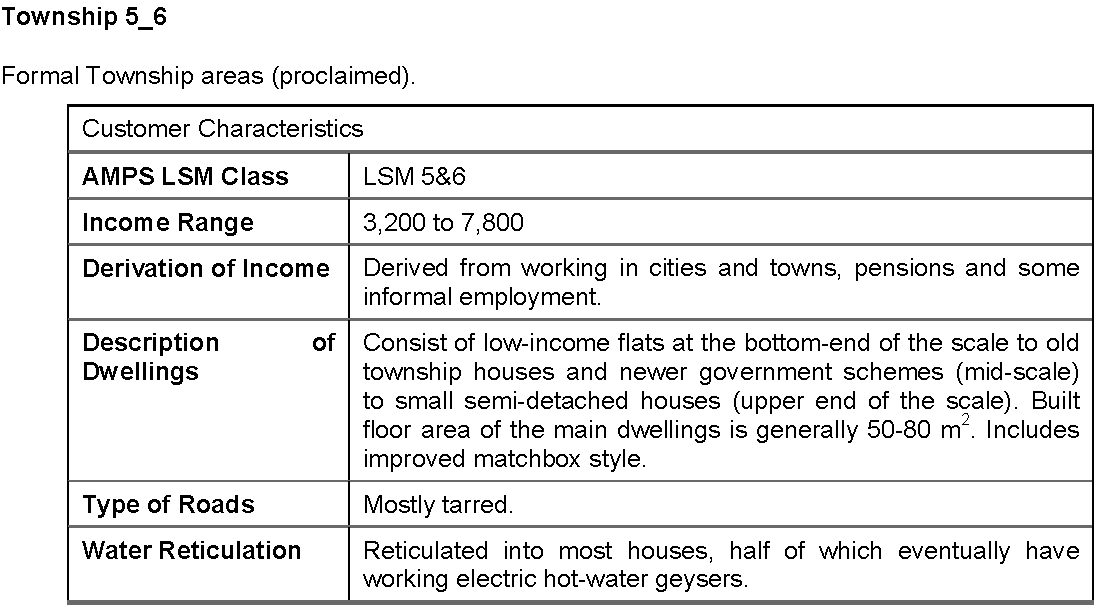 Township 5_6
Formal Township areas (proclaimed).
Customer Characteristics
AMPS LSM Class LSM 5&6
Income Range 3,200 to 7,800
Derivation of Income Derived from working in cities and towns, pensions and some
informal employment.
Description of Consist of low-income flats at the bottom-end of the scale to old
Dwellings township houses and newer government schemes (mid-scale)
to small semi-detached houses (upper end of the scale). Built
floor area of the main dwellings is generally 50-80 m². Includes
improved matchbox style.
Type of Roads Mostly tarred.
Water Reticulation Reticulated into most houses, half of which eventually have
working electric hot-water geysers.